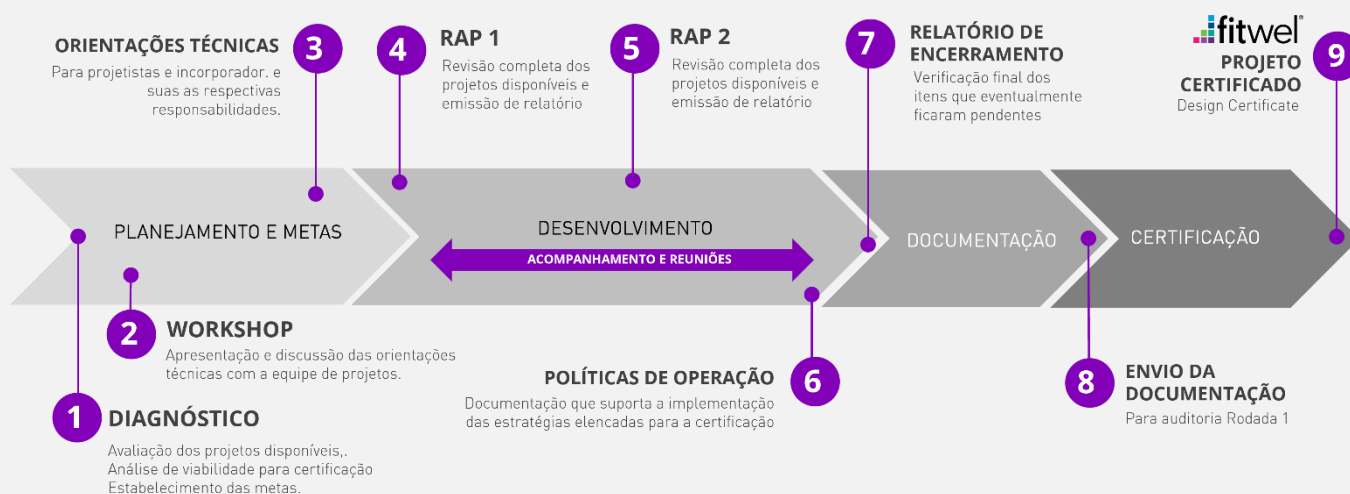 ORIENTAÇÕES TÉCNICAS
Para projetistas e incorporador. e
suas as respectivas
responsabilidades.
3
4
RAP 1
Revisão completa dos
projetos disponíveis e
emissão de relatório
5
RAP 2
Revisão completa dos
projetos disponíveis e
emissão de relatório
7
RELATÓRIO DE
ENCERRAMENTO
Verificação final dos
itens que eventualmente
ficaram pendentes
fitwel
PROJETO
CERTIFICADO
Design Certificate
9
PLANEJAMENTO E METAS
DESENVOLVIMENTO
ACOMPANHAMENTO E REUNIÕES
DOCUMENTAÇÃO
CERTIFICAÇÃO
2
WORKSHOP
Apresentação e discussão das orientações
técnicas com a equipe de projetos.
1
DIAGNÓSTICO
Avaliação dos projetos disponíveis,.
Análise de viabilidade para certificação
Estabelecimento das metas.
POLÍTICAS DE OPERAÇÃO
Documentação que suporta a implementação
das estratégias elencadas para a certificação
6
8
ENVIO DA
DOCUMENTAÇÃO
Para auditoria Rodada 1